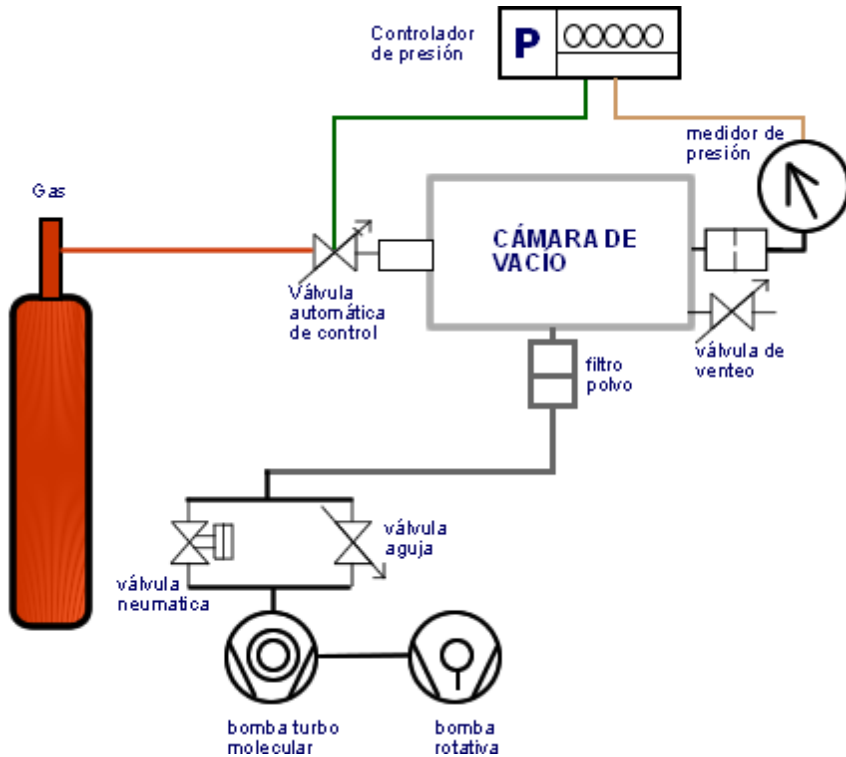 Controlador
de presión
P
medidor de
presión
Gas
CÁMARA DE
VACÍO
Válvula
automática
de control
válvula de
venteo
filtro
polvo
válvula
aguja
válvula
neumatica
bomba turbo
molecular
bomba
rotativa